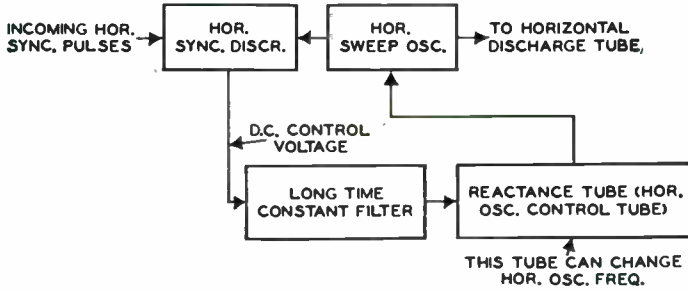 INCOMING HOR.
SYNC. PULSES
HOR.
SYNC. DISCR.
HOR.
SWEEP OSC.
TO HORIZONTAL
DISCHARGE TUBE,
D.C. CONTROL
VOLTAGE
LONG TIME
CONSTANT FILTER
REACTANCE TUBE (HOR.
OSC. CONTROL TUBE)
THIS TUBE CAN CHANGE
HOR. OSC. FREQ.